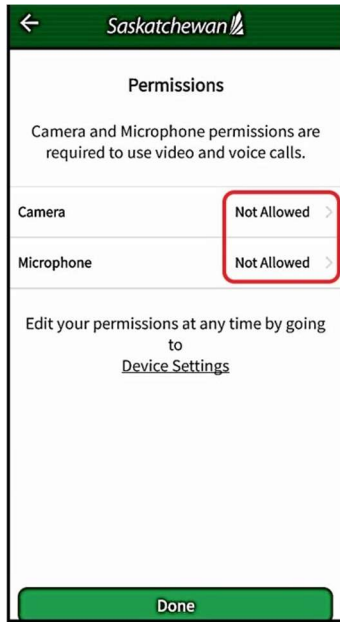 Saskatchewan
Permissions
Camera and Microphone permissions are
required to use video and voice calls.
Camera Not Allowed
Microphone Not Allowed
Edit your permissions at any time by going
to
Device Settings
Done